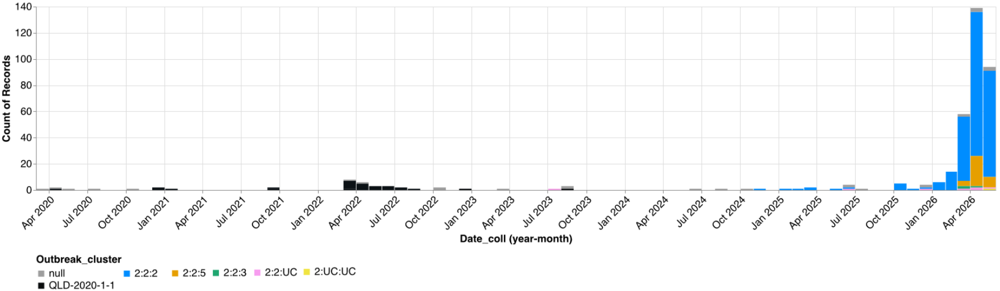 140
120
100
80
60
40
20
0
Count of Records
Apr 2020
Jul 2020
Oct 2020
Jan 2021
Apr 2021
Jul 2021
Oct 2021
Jan 2022
Apr 2022
Jul 2022
Oct 2022
Jan 2023
Apr 2023
Jul 2023
Oct 2023
Jan 2024
Apr 2024
Jul 2024
Oct 2024
Jan 2025
Apr 2025
Jul 2025
Oct 2025
Jan 2026
Apr 2026
Date_coll (year-month)
Outbreak_cluster
null 2:2:2 2:2:5 2:2:3 2:2:UC 2:UC:UC
QLD-2020-1-1